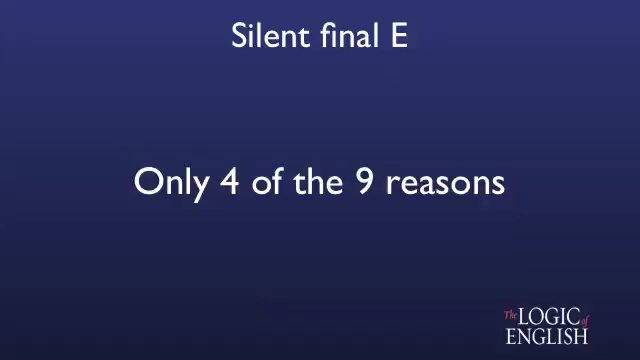 Silent final E
Only 4 of the 9 reasons
The LOGIC of
ENGLISH